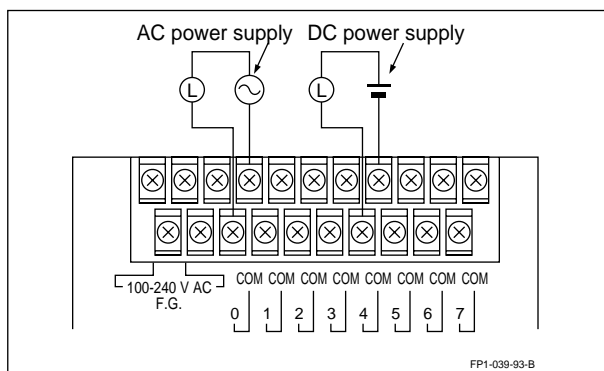 AC power supply DC power supply
L L
100-240 V AC COM COM COM COM COM COM COM COM
F.G. 0 1 2 3 4 5 6 7
FP1-039-93-B